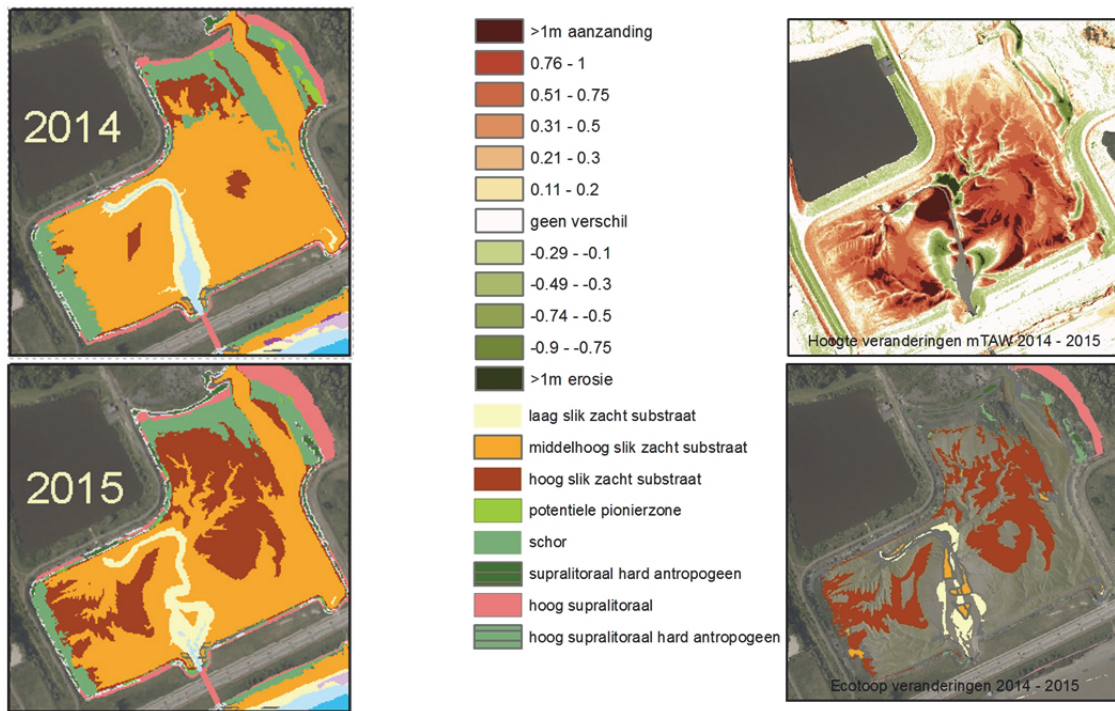 2014
2015
>1m aanzanding
0.76 - 1
0.51 - 0.75
0.31 - 0.5
0.21 - 0.3
0.11 - 0.2
geen verschil
-0.29 - -0.1
-0.49 - -0.3
-0.74 - -0.5
-0.9 - -0.75
>1m erosie
laag slik zacht substraat
middelhoog slik zacht substraat
hoog slik zacht substraat
potentiele pionierzone
schor
supralitoraal hard antropogeen
hoog supralitoraal
hoog supralitoraal hard antropogeen
Hoogte veranderingen mTAW 2014 - 2015
Ecotoop veranderingen 2014 - 2015